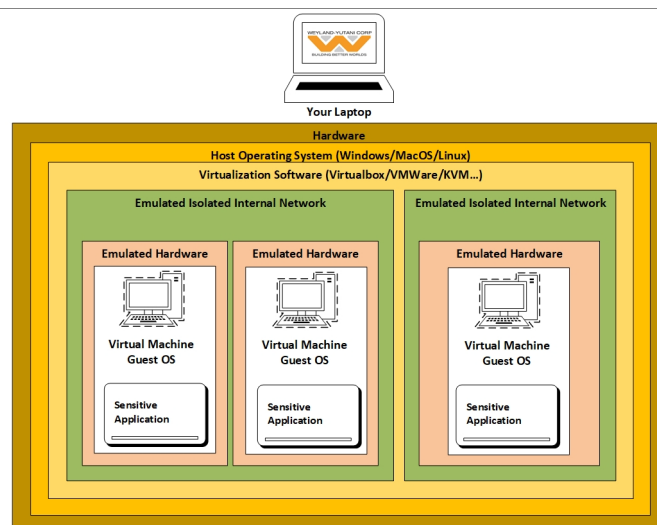 WEYLAND-YUTANI CORP
BUILDING BETTER WORLDS
Your Laptop
Hardware
Host Operating System (Windows/MacOS/Linux)
Virtualization Software (Virtualbox/VMWare/KVM...)
Emulated Isolated Internal Network
Emulated Isolated Internal Network
Emulated Hardware
Emulated Hardware
Emulated Hardware
Virtual Machine
Guest OS
Virtual Machine
Guest OS
Virtual Machine
Guest OS
Sensitive
Application
Sensitive
Application
Sensitive
Application